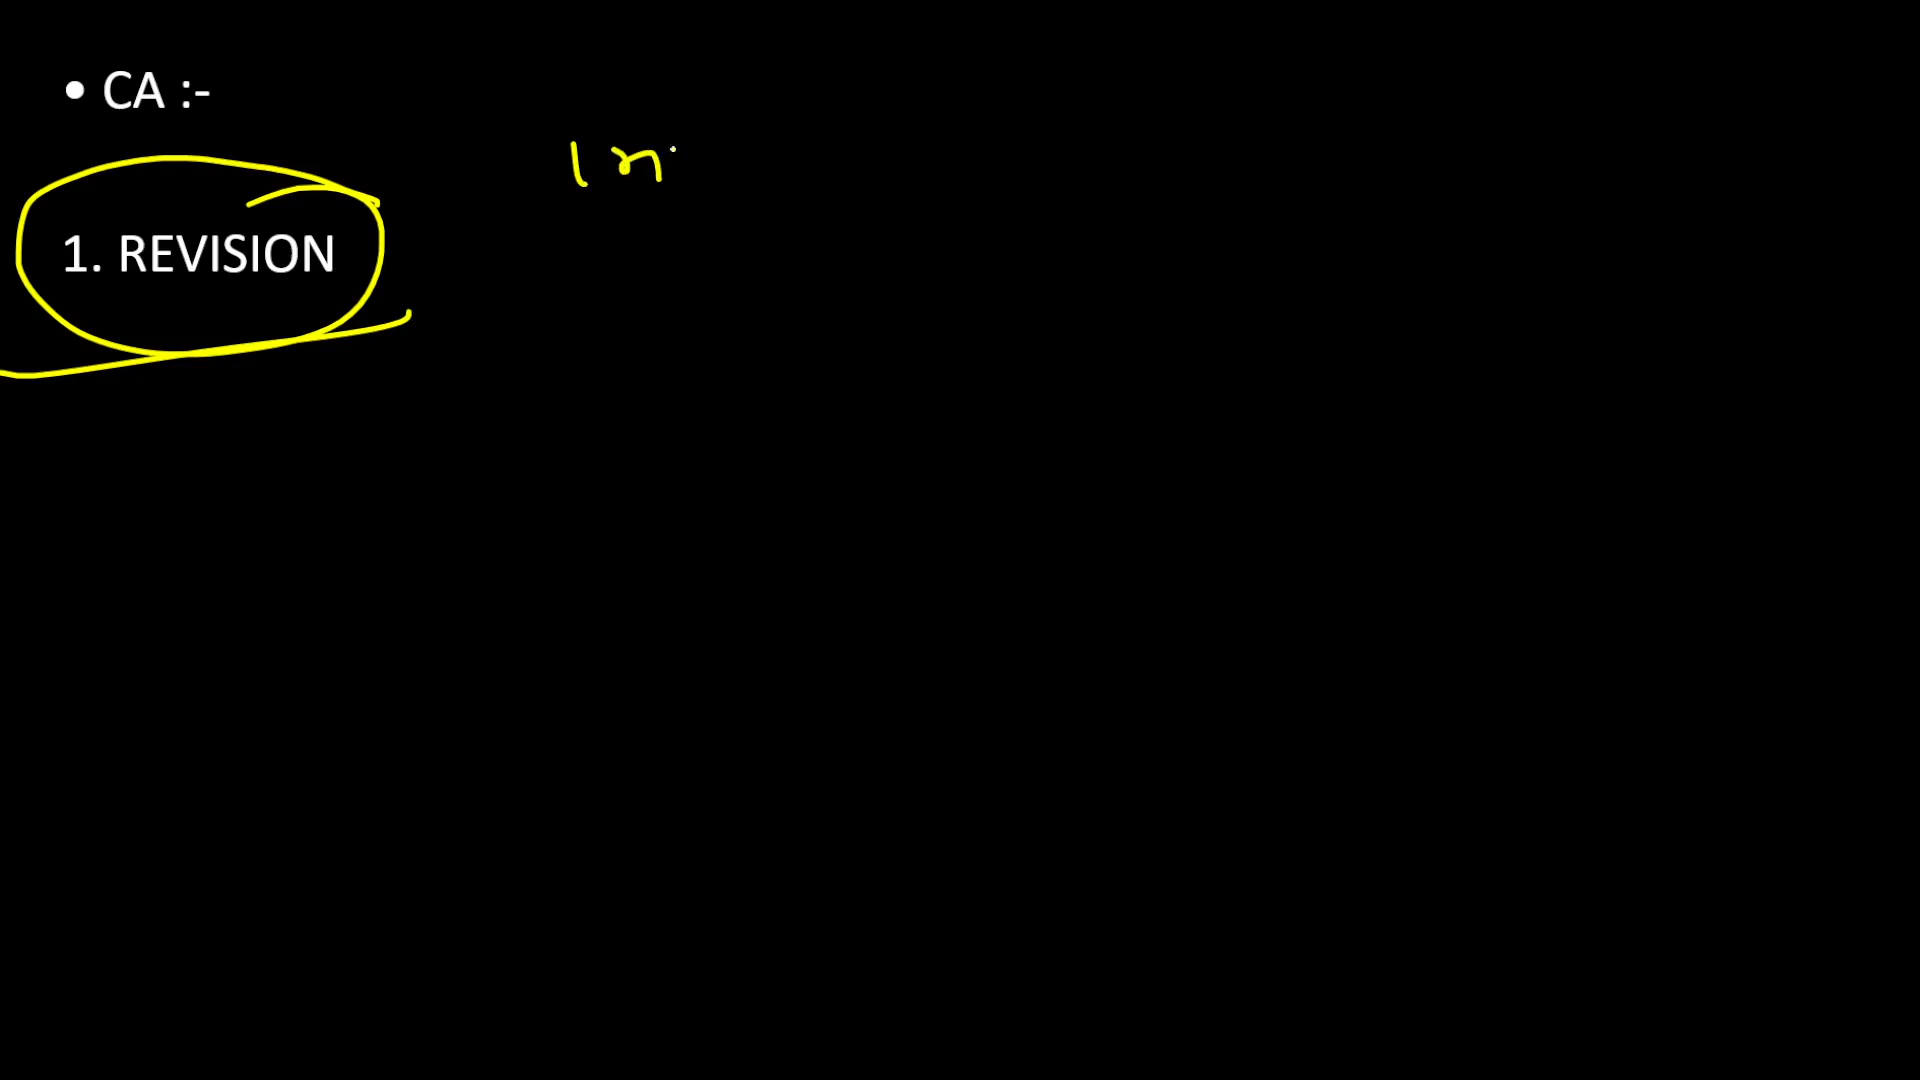 • CA :-
1. REVISION